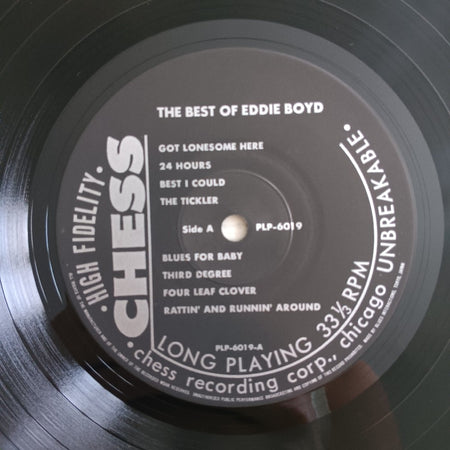 THE BEST OF EDDIE BOYD
GOT LONESOME HERE
24 HOURS
BEST I COULD
THE TICKLER
Side A PLP-6019
BLUES FOR BABY
THIRD DEGREE
FOUR LEAF CLOVER
RATTIN' AND RUNNIN' AROUND
PLP-6019-A
• HIGH FIDELITY •
CHESS
LONG PLAYING 33⅓ RPM
• chess recording corp., chicago UNBREAKABLE •